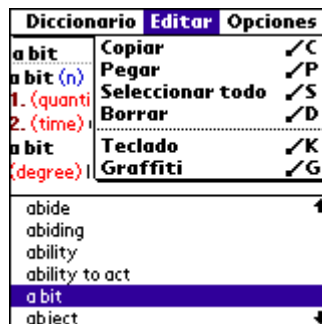 Diccionario Editar Opciones
a bit
a bit (n)
1. (quanti
2. (time)
a bit
(degree)
Copiar /C
Pegar /P
Seleccionar todo /S
Borrar /D
Teclado /K
Graffiti /G
abide
abiding
ability
ability to act
a bit
abject